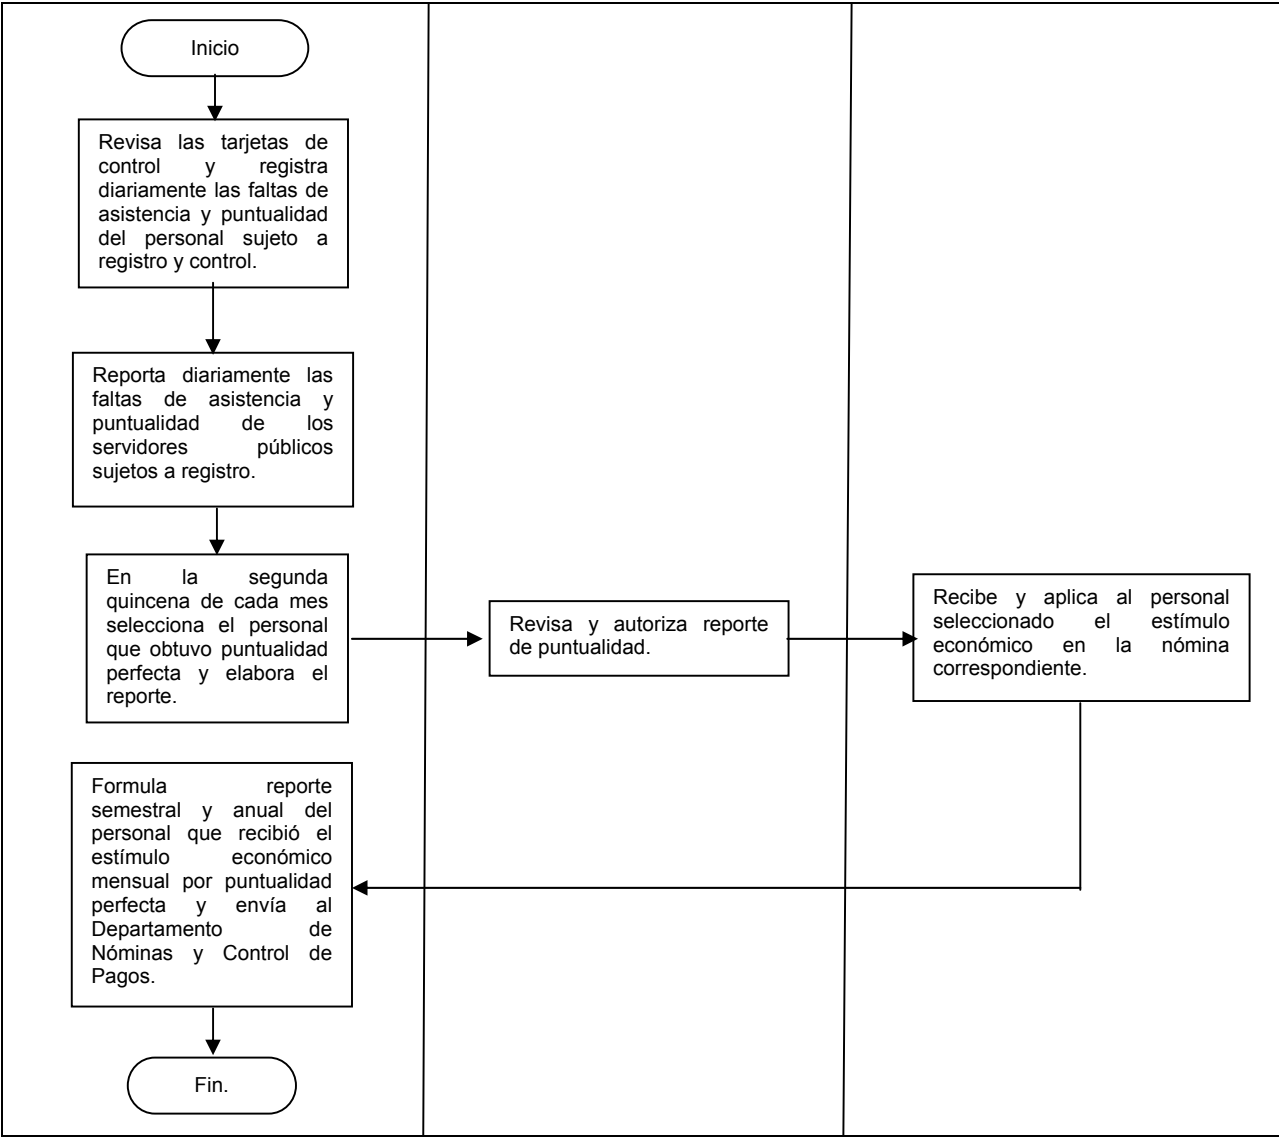 Inicio
Revisa las tarjetas de
control y registra
diariamente las faltas de
asistencia y puntualidad
del personal sujeto a
registro y control.
Reporta diariamente las
faltas de asistencia y
puntualidad de los
servidores públicos
sujetos a registro.
En la segunda
quincena de cada mes
selecciona el personal
que obtuvo puntualidad
perfecta y elabora el
reporte.
Revisa y autoriza reporte
de puntualidad.
Recibe y aplica al personal
seleccionado el estímulo
económico en la nómina
correspondiente.
Formula reporte
semestral y anual del
personal que recibió el
estímulo económico
mensual por puntualidad
perfecta y envía al
Departamento de
Nóminas y Control de
Pagos.
Fin.